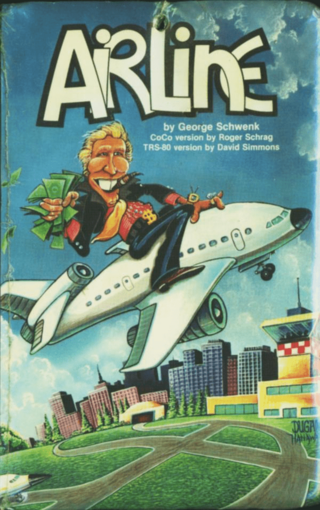 AIRLINE
by George Schwenk
CoCo version by Roger Schrag
TRS-80 version by David Simmons